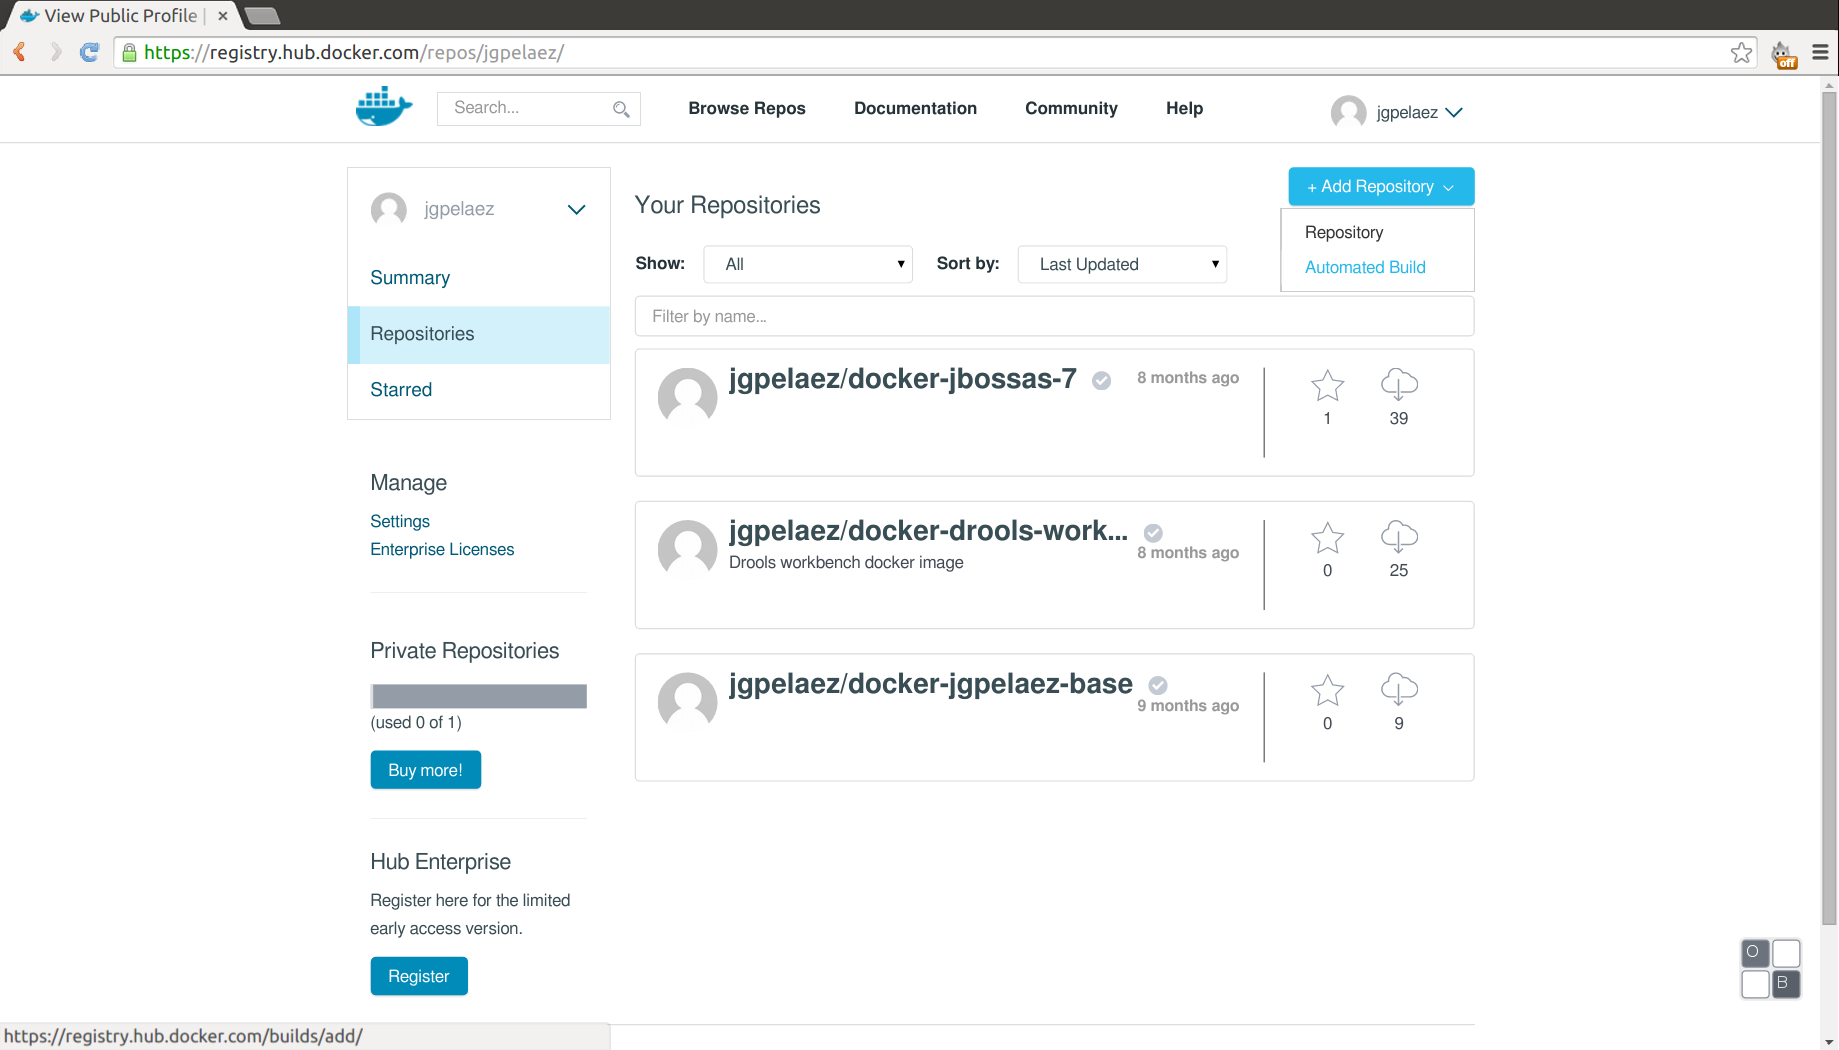 View Public Profile |
https://registry.hub.docker.com/repos/jgpelaez/
off
Search...
Browse Repos
Documentation
Community
Help
jgpelaez
jgpelaez
Summary
Repositories
Starred
Manage
Settings
Enterprise Licenses
Private Repositories
(used 0 of 1)
Buy more!
Hub Enterprise
Register here for the limited
early access version.
Register
Your Repositories
+ Add Repository
Repository
Automated Build
Show: All Sort by: Last Updated
Filter by name...
jgpelaez/docker-jbossas-7 8 months ago
1 39
jgpelaez/docker-drools-work...
8 months ago
Drools workbench docker image
0 25
jgpelaez/docker-jgpelaez-base
9 months ago
0 9
O
B
https://registry.hub.docker.com/builds/add/